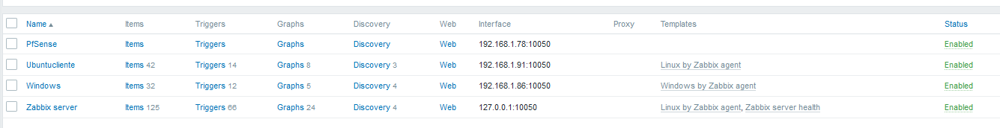 Name ▲ Items Triggers Graphs Discovery Web Interface Proxy Templates Status
PfSense Items Triggers Graphs Discovery Web 192.168.1.78:10050 Enabled
Ubuntucliente Items 42 Triggers 14 Graphs 8 Discovery 3 Web 192.168.1.91:10050 Linux by Zabbix agent Enabled
Windows Items 32 Triggers 12 Graphs 5 Discovery 4 Web 192.168.1.86:10050 Windows by Zabbix agent Enabled
Zabbix server Items 125 Triggers 66 Graphs 24 Discovery 4 Web 127.0.0.1:10050 Linux by Zabbix agent, Zabbix server health Enabled